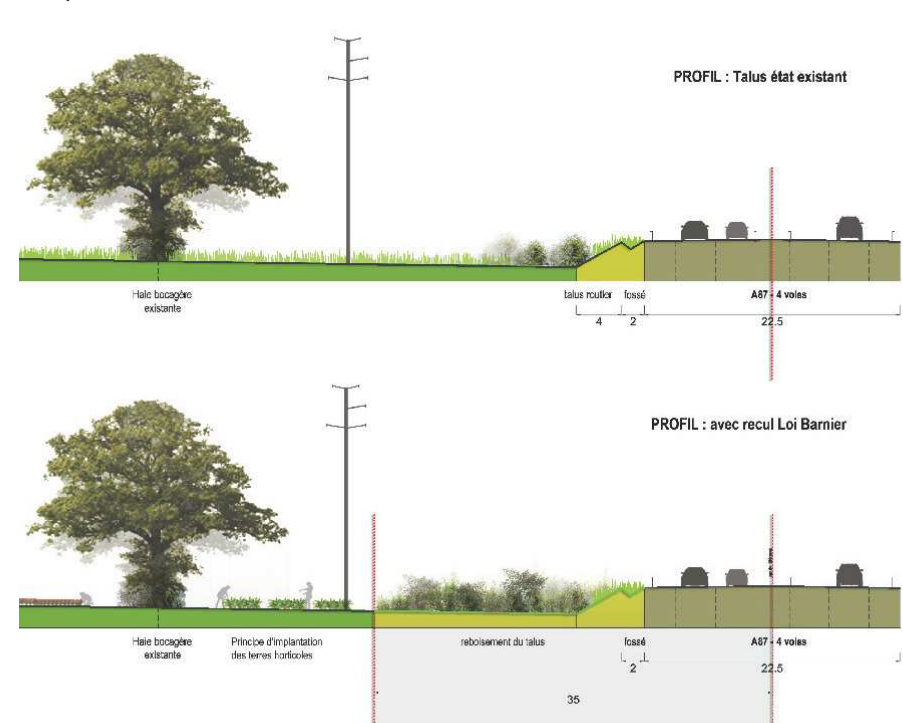 PROFIL : Talus état existant
Haie bocagère
existante
talus routier
fossé
A87 - 4 voies
4
2
22.5
PROFIL : avec recul Loi Barnier
Haie bocagère
existante
Principe d'implantation
des terres horticoles
reboisement du talus
fossé
A87 - 4 voies
2
22.5
35